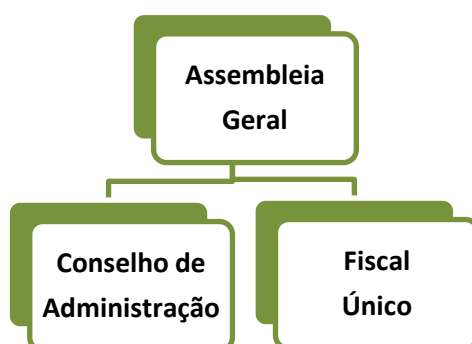 Assembleia
Geral
Conselho de
Administração
Fiscal
Único